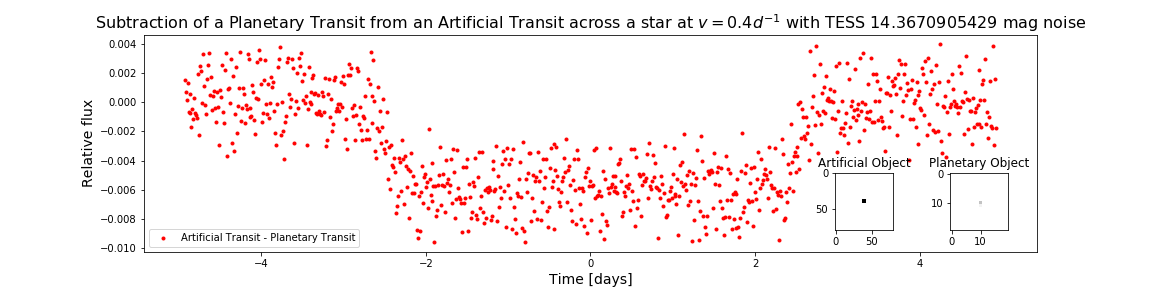 Subtraction of a Planetary Transit from an Artificial Transit across a star at v = 0.4d⁻¹ with TESS 14.3670905429 mag noise
Relative flux
0.004
0.002
0.000
−0.002
−0.004
−0.006
−0.008
−0.010
Artificial Transit - Planetary Transit
Artificial Object
0
50
0 50
Planetary Object
0
10
0 10
−4 −2 0 2 4
Time [days]